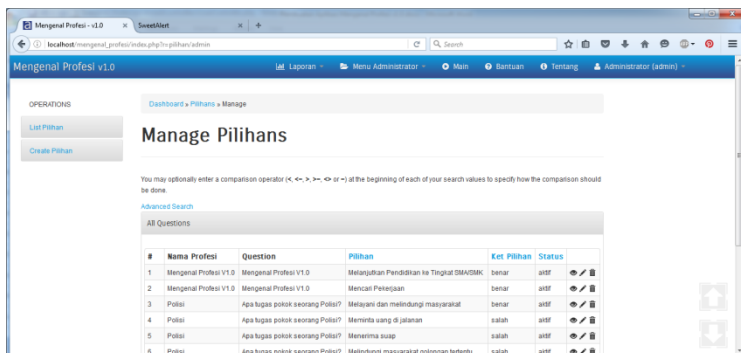 Mengenal Profesi - v1.0 × SweetAlert × +
localhost/mengenal_profesi/index.php?r=pilihan/admin Search
Mengenal Profesi v1.0 Laporan Menu Administrator Main Bantuan Tentang Administrator (admin)
OPERATIONS
List Pilihan
Create Pilihan
Dashboard » Pilihans » Manage
Manage Pilihans
You may optionally enter a comparison operator (<, <=, >, >=, <> or =) at the beginning of each of your search values to specify how the comparison should
be done.
Advanced Search
All Questions
# Nama Profesi Question Pilihan Ket Pilihan Status
1 Mengenal Profesi V1.0 Mengenal Profesi V1.0 Melanjutkan Pendidikan ke Tingkat SMA/SMK benar aktif
2 Mengenal Profesi V1.0 Mengenal Profesi V1.0 Mencari Pekerjaan benar aktif
3 Polisi Apa tugas pokok seorang Polisi? Melayani dan melindungi masyarakat benar aktif
4 Polisi Apa tugas pokok seorang Polisi? Meminta uang di jalanan salah aktif
5 Polisi Apa tugas pokok seorang Polisi? Menerima suap salah aktif
6 Polisi Apa tugas pokok seorang Polisi? Melindungi masyarakat golongan tertentu salah aktif